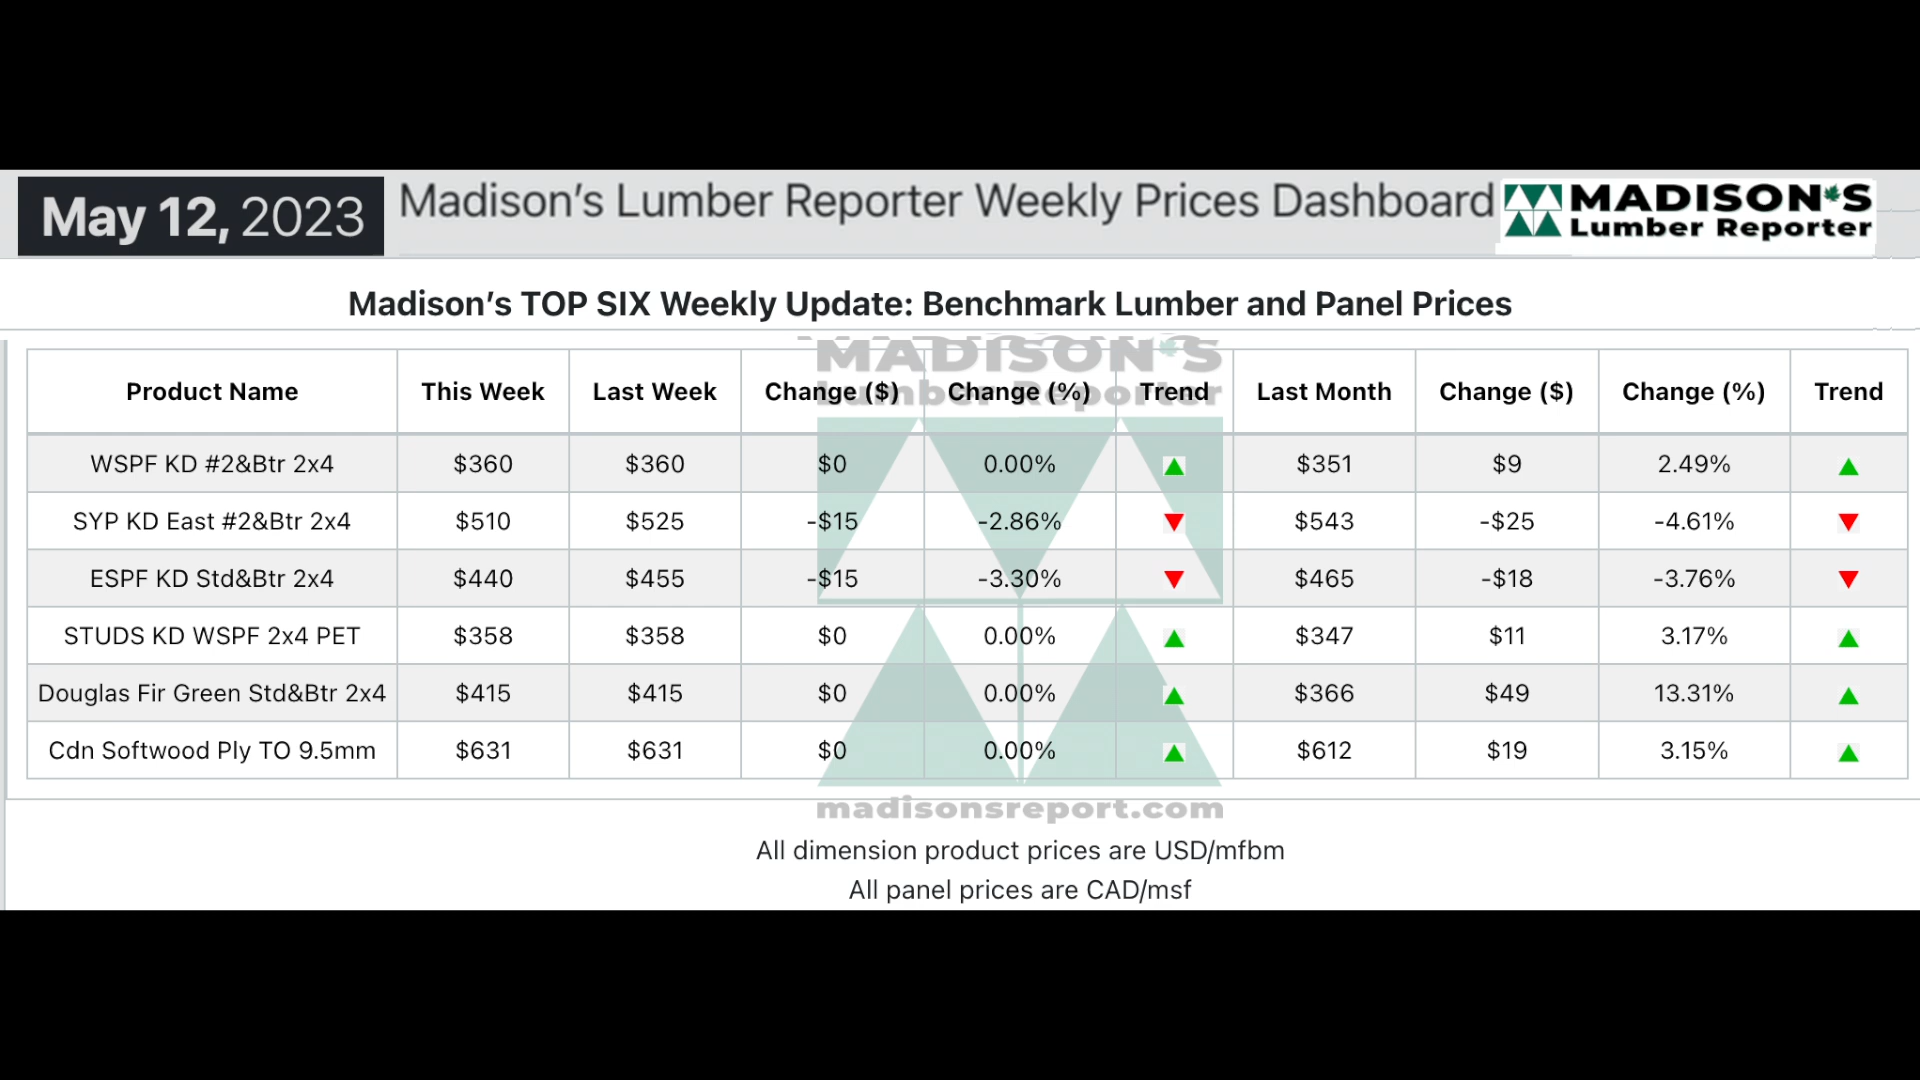 May 12, 2023 Madison's Lumber Reporter Weekly Prices Dashboard MADISON'S
Lumber Reporter
Madison's TOP SIX Weekly Update: Benchmark Lumber and Panel Prices
MADISON'S
Lumber Reporter
Product Name This Week Last Week Change ($) Change (%) Trend Last Month Change ($) Change (%) Trend
WSPF KD #2&Btr 2x4 $360 $360 $0 0.00% ▲ $351 $9 2.49% ▲
SYP KD East #2&Btr 2x4 $510 $525 -$15 -2.86% ▼ $543 -$25 -4.61% ▼
ESPF KD Std&Btr 2x4 $440 $455 -$15 -3.30% ▼ $465 -$18 -3.76% ▼
STUDS KD WSPF 2x4 PET $358 $358 $0 0.00% ▲ $347 $11 3.17% ▲
Douglas Fir Green Std&Btr 2x4 $415 $415 $0 0.00% ▲ $366 $49 13.31% ▲
Cdn Softwood Ply TO 9.5mm $631 $631 $0 0.00% ▲ $612 $19 3.15% ▲
madisonsreport.com
All dimension product prices are USD/mfbm
All panel prices are CAD/msf